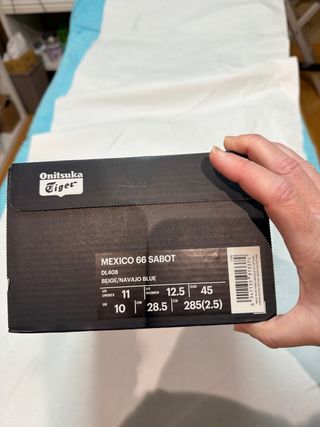 Onitsuka
Tiger
MEXICO 66 SABOT
DL408
BEIGE/NAVAJO BLUE
US UNISEX 11 US WOMEN 12.5 EUR 45
UK 10 CM 28.5 CN 285(2.5)